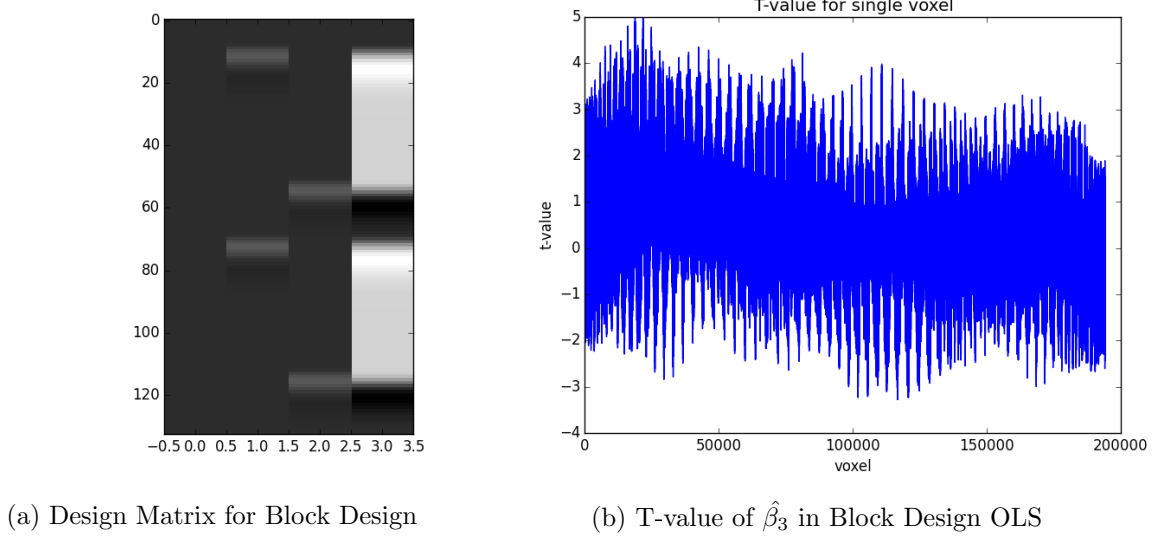 0
20
40
60
80
100
120
−0.5 0.0 0.5 1.0 1.5 2.0 2.5 3.0 3.5
T-value for single voxel
5
4
3
2
1
0
−1
−2
−3
−4
t-value
0 50000 100000 150000 200000
voxel
(a) Design Matrix for Block Design
(b) T-value of β̂₃ in Block Design OLS